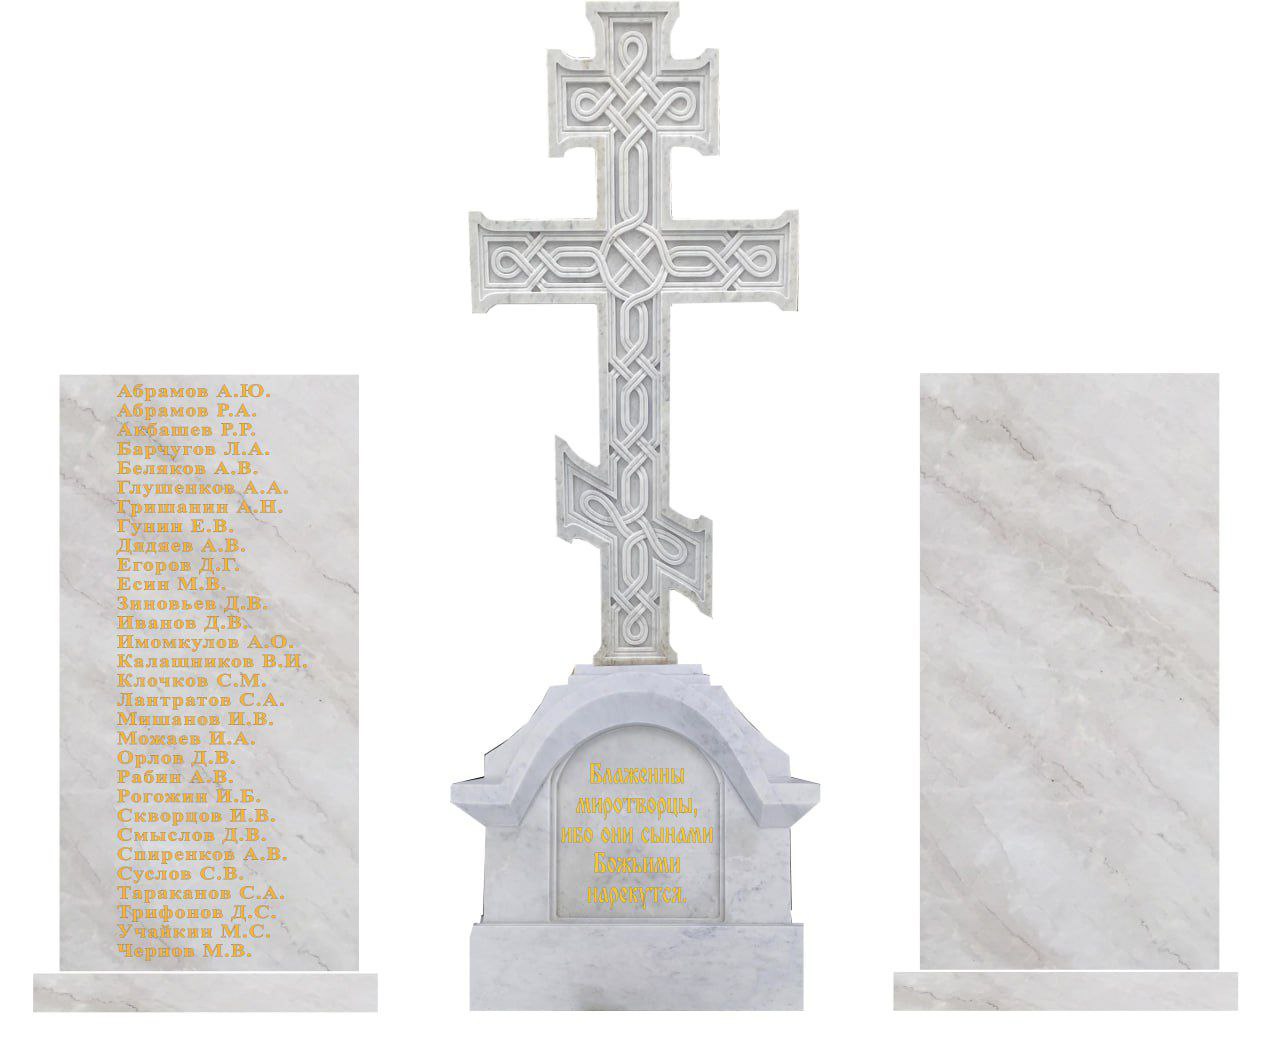 Абрамов А.Ю.
Абрамов Р.А.
Акбашев Р.Р.
Барчугов Л.А.
Беляков А.В.
Глушенков А.А.
Гришанин А.Н.
Гунин Е.В.
Дядяев А.В.
Егоров Д.Г.
Есин М.В.
Зиновьев Д.В.
Иванов Д.В.
Имомкулов А.О.
Калашников В.И.
Клочков С.М.
Лантратов С.А.
Мишанов И.В.
Можаев И.А.
Орлов Д.В.
Рабин А.В.
Рогожин И.Б.
Скворцов И.В.
Смыслов Д.В.
Спиренков А.В.
Суслов С.В.
Тараканов С.А.
Трифонов Д.С.
Учайкин М.С.
Чернов М.В.
Блаженны
миротворцы,
ибо они сынами
Божьими
нарекутся.